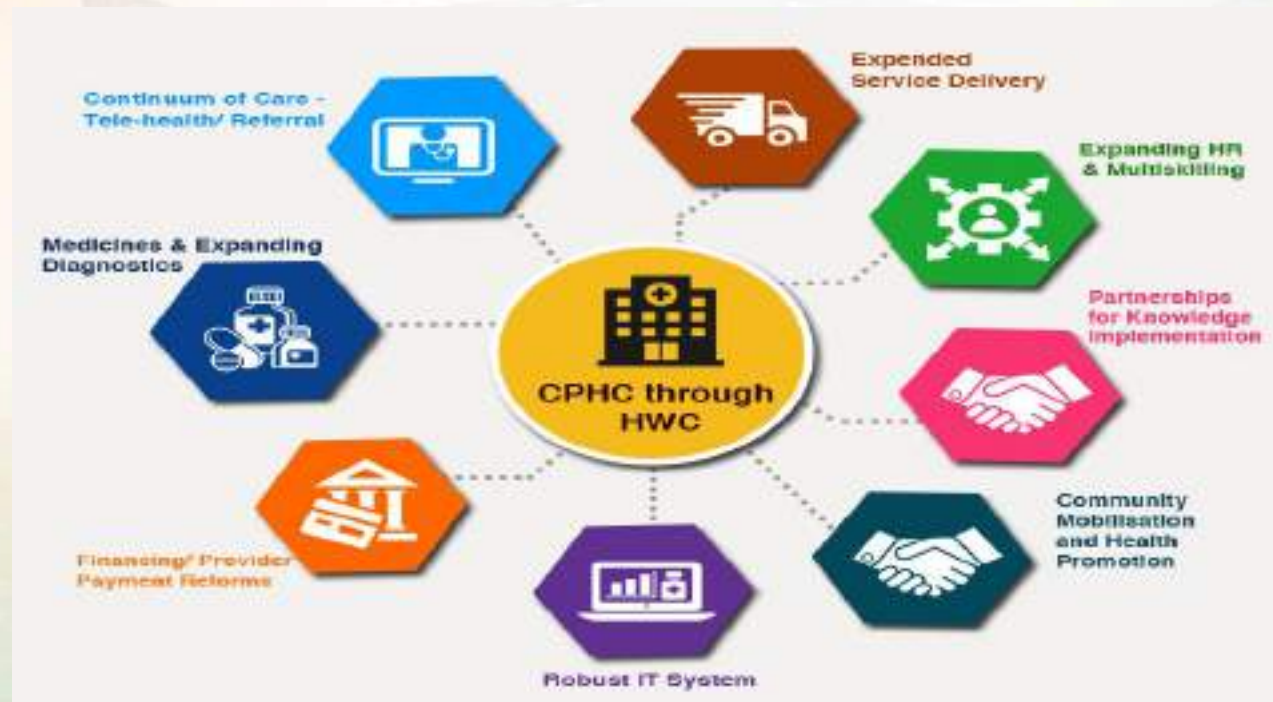 Continuum of Care -
Tele-health/ Referral
Expended
Service Delivery
Expanding HR
& Multiskilling
Medicines & Expanding
Diagnostics
Partnerships
for Knowledge
Implementation
CPHC through
HWC
Community
Mobilisation
and Health
Promotion
Financing/ Provider
Payment Reforms
Robust IT System